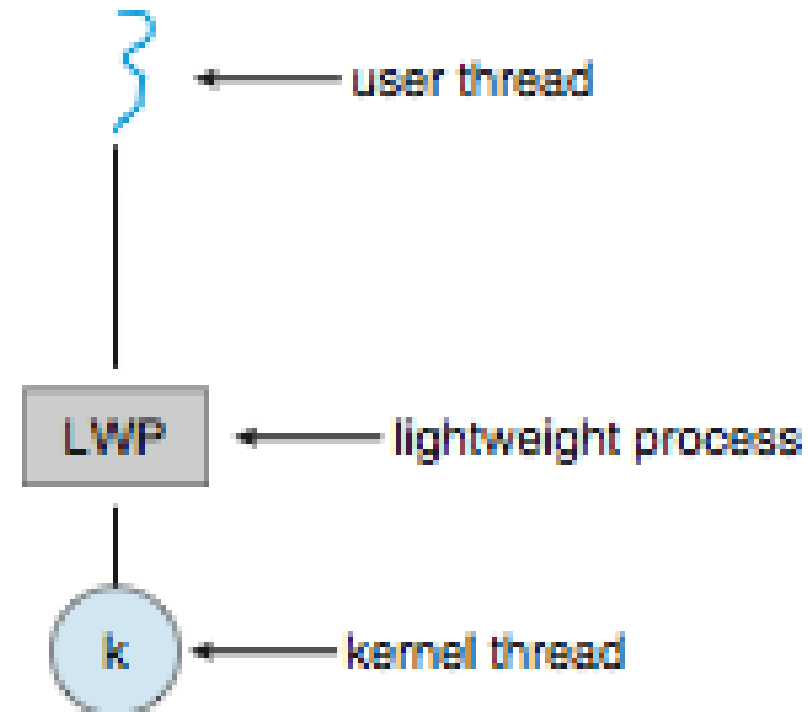 user thread
LWP
lightweight process
k
kernel thread